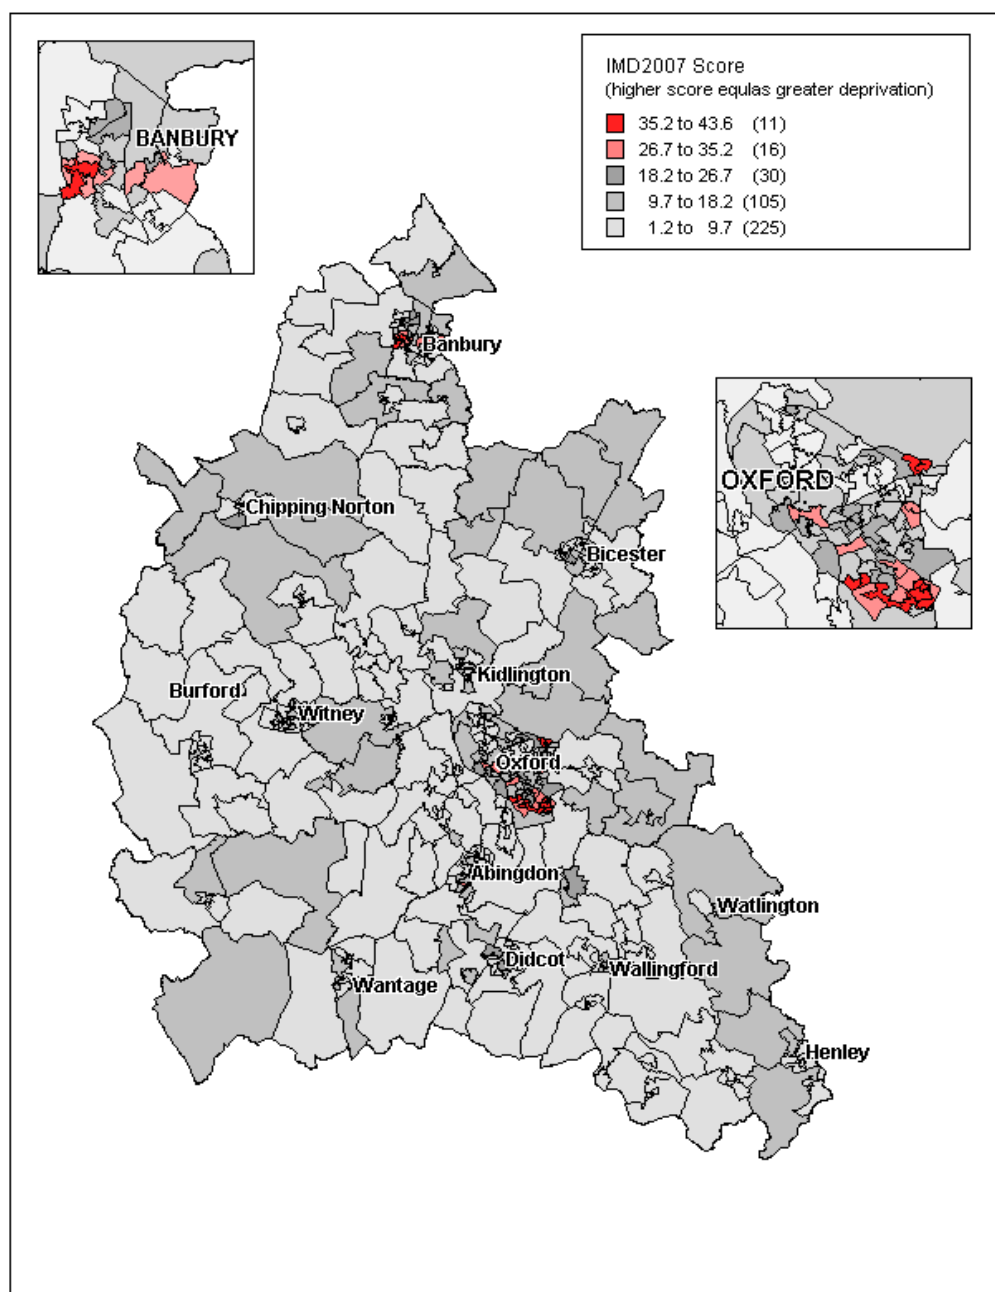 BANBURY
IMD2007 Score
(higher score equlas greater deprivation)
35.2 to 43.6 (11)
26.7 to 35.2 (16)
18.2 to 26.7 (30)
9.7 to 18.2 (105)
1.2 to 9.7 (225)
Banbury
OXFORD
Chipping Norton
Bicester
Kidlington
Burford
Witney
Oxford
Abingdon
Watlington
Didcot
Wallingford
Wantage
Henley